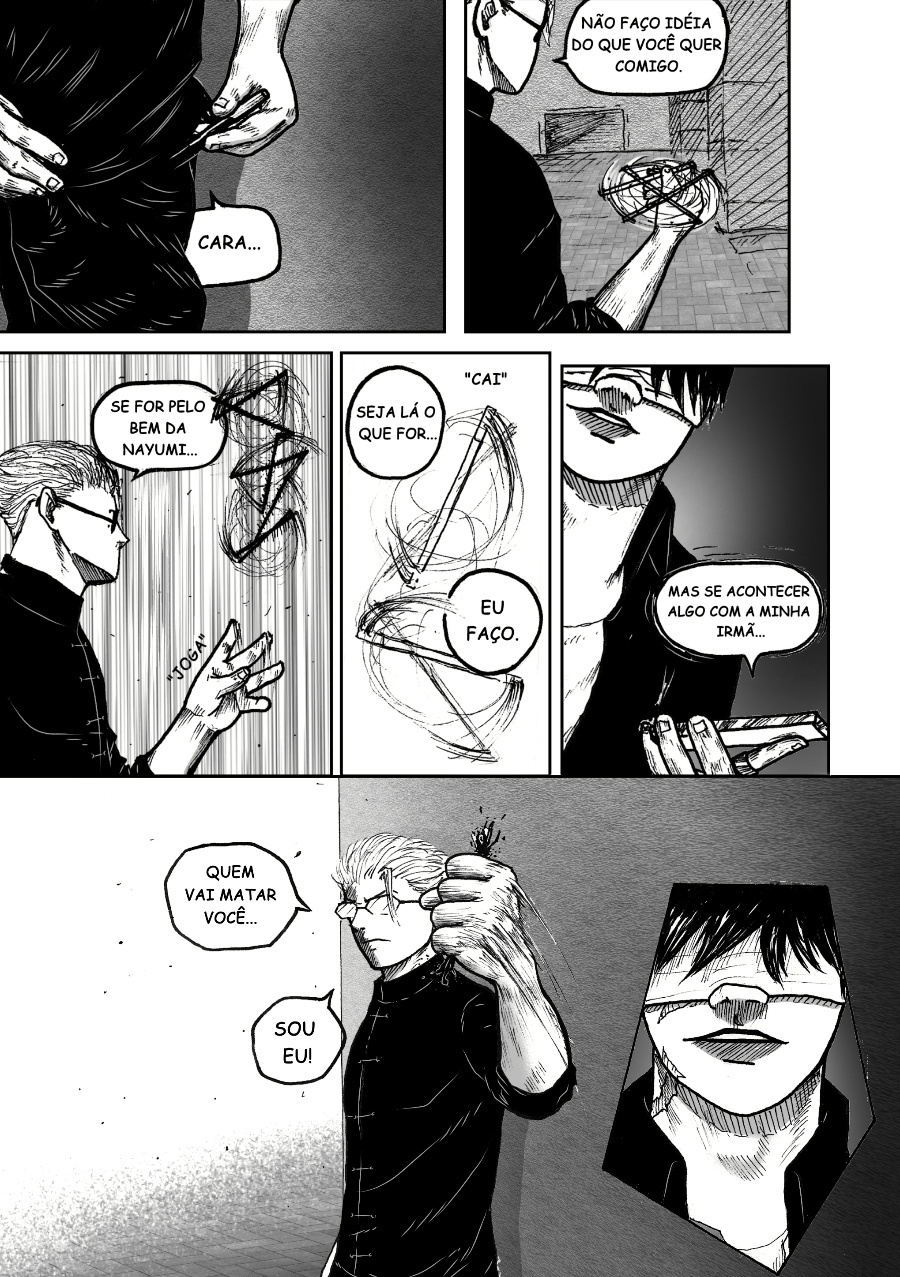 CARA...
NÃO FAÇO IDÉIA
DO QUE VOCÊ QUER
COMIGO.
SE FOR PELO
BEM DA
NAYUMI...
"JOGA"
"CAI"
SEJA LÁ O
QUE FOR...
EU
FAÇO.
MAS SE ACONTECER
ALGO COM A MINHA
IRMÃ...
QUEM
VAI MATAR
VOCÊ...
SOU
EU!